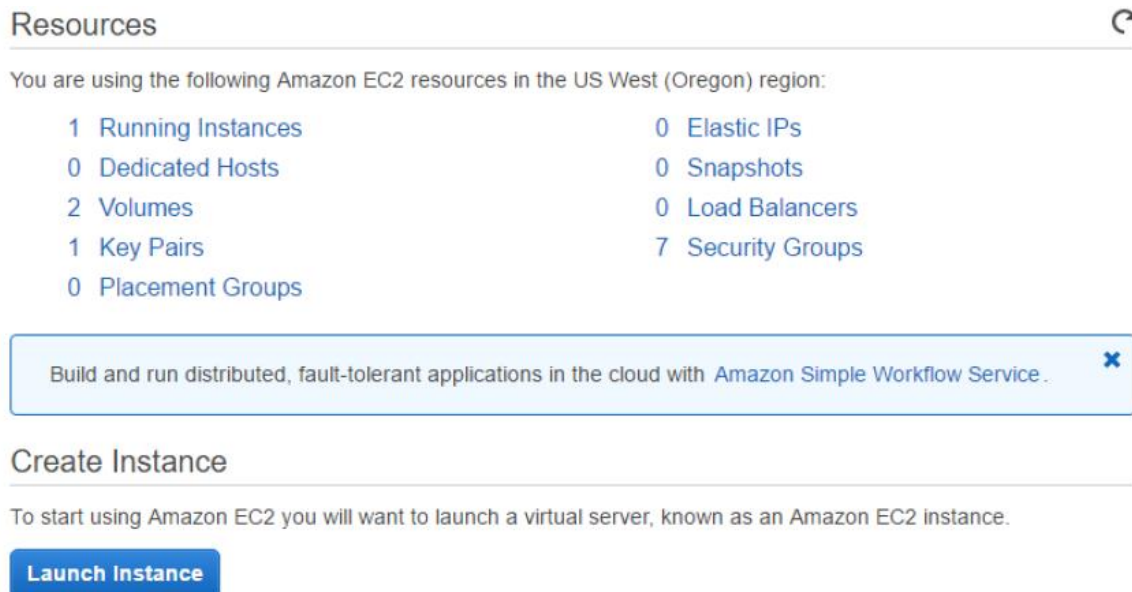 Resources
You are using the following Amazon EC2 resources in the US West (Oregon) region:
1 Running Instances
0 Dedicated Hosts
2 Volumes
1 Key Pairs
0 Placement Groups
0 Elastic IPs
0 Snapshots
0 Load Balancers
7 Security Groups
Build and run distributed, fault-tolerant applications in the cloud with Amazon Simple Workflow Service.
Create Instance
To start using Amazon EC2 you will want to launch a virtual server, known as an Amazon EC2 instance.
Launch Instance